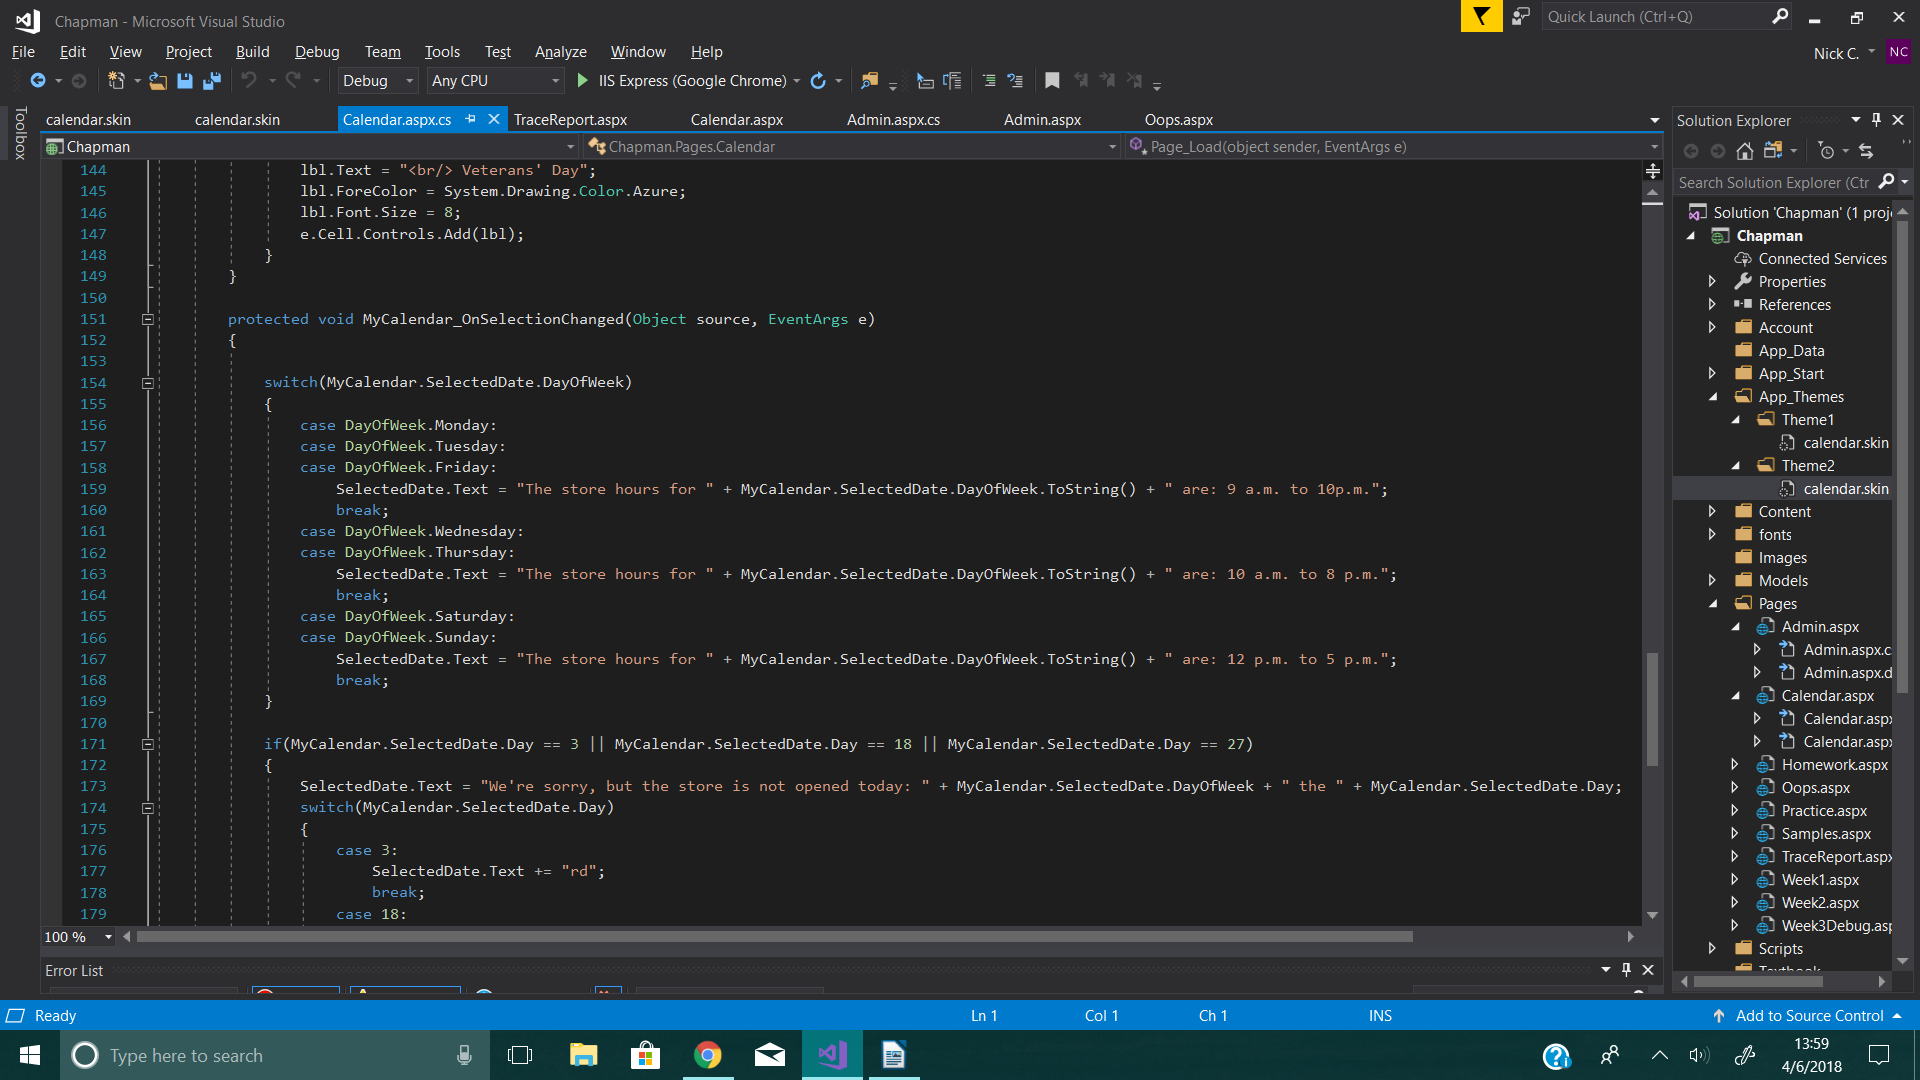 Chapman - Microsoft Visual Studio
Quick Launch (Ctrl+Q)
File Edit View Project Build Debug Team Tools Test Analyze Window Help
Nick C. NC
Debug Any CPU IIS Express (Google Chrome)
Toolbox
calendar.skin calendar.skin Calendar.aspx.cs TraceReport.aspx Calendar.aspx Admin.aspx.cs Admin.aspx Oops.aspx
Chapman Chapman.Pages.Calendar Page_Load(object sender, EventArgs e)
144 lbl.Text = "<br/> Veterans' Day";
145 lbl.ForeColor = System.Drawing.Color.Azure;
146 lbl.Font.Size = 8;
147 e.Cell.Controls.Add(lbl);
148 }
149 }
150
151 protected void MyCalendar_OnSelectionChanged(Object source, EventArgs e)
152 {
153
154 switch(MyCalendar.SelectedDate.DayOfWeek)
155 {
156 case DayOfWeek.Monday:
157 case DayOfWeek.Tuesday:
158 case DayOfWeek.Friday:
159 SelectedDate.Text = "The store hours for " + MyCalendar.SelectedDate.DayOfWeek.ToString() + " are: 9 a.m. to 10p.m.";
160 break;
161 case DayOfWeek.Wednesday:
162 case DayOfWeek.Thursday:
163 SelectedDate.Text = "The store hours for " + MyCalendar.SelectedDate.DayOfWeek.ToString() + " are: 10 a.m. to 8 p.m.";
164 break;
165 case DayOfWeek.Saturday:
166 case DayOfWeek.Sunday:
167 SelectedDate.Text = "The store hours for " + MyCalendar.SelectedDate.DayOfWeek.ToString() + " are: 12 p.m. to 5 p.m.";
168 break;
169 }
170
171 if(MyCalendar.SelectedDate.Day == 3 || MyCalendar.SelectedDate.Day == 18 || MyCalendar.SelectedDate.Day == 27)
172 {
173 SelectedDate.Text = "We're sorry, but the store is not opened today: " + MyCalendar.SelectedDate.DayOfWeek + " the " + MyCalendar.SelectedDate.Day;
174 switch(MyCalendar.SelectedDate.Day)
175 {
176 case 3:
177 SelectedDate.Text += "rd";
178 break;
179 case 18:
100 %
Error List
Solution Explorer
Search Solution Explorer (Ctr
Solution 'Chapman' (1 proj
Chapman
Connected Services
Properties
References
Account
App_Data
App_Start
App_Themes
Theme1
calendar.skin
Theme2
calendar.skin
Content
fonts
Images
Models
Pages
Admin.aspx
Admin.aspx.c
Admin.aspx.d
Calendar.aspx
Calendar.aspx
Calendar.aspx
Homework.aspx
Oops.aspx
Practice.aspx
Samples.aspx
TraceReport.aspx
Week1.aspx
Week2.aspx
Week3Debug.asp
Scripts
Ready Ln 1 Col 1 Ch 1 INS Add to Source Control
Type here to search
13:59
4/6/2018